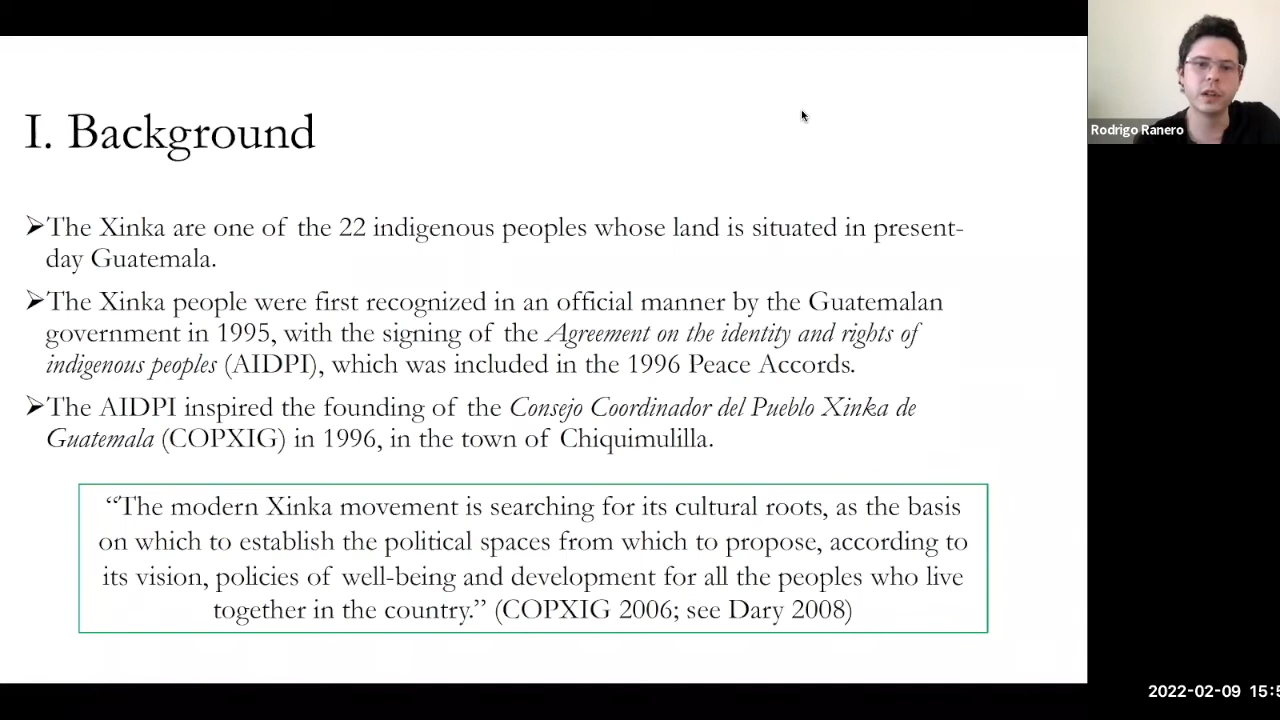 I. Background
➢The Xinka are one of the 22 indigenous peoples whose land is situated in present-
day Guatemala.
➢The Xinka people were first recognized in an official manner by the Guatemalan
government in 1995, with the signing of the Agreement on the identity and rights of
indigenous peoples (AIDPI), which was included in the 1996 Peace Accords.
➢The AIDPI inspired the founding of the Consejo Coordinador del Pueblo Xinka de
Guatemala (COPXIG) in 1996, in the town of Chiquimulilla.
“The modern Xinka movement is searching for its cultural roots, as the basis
on which to establish the political spaces from which to propose, according to
its vision, policies of well-being and development for all the peoples who live
together in the country.” (COPXIG 2006; see Dary 2008)
Rodrigo Ranero
2022-02-09 15:5